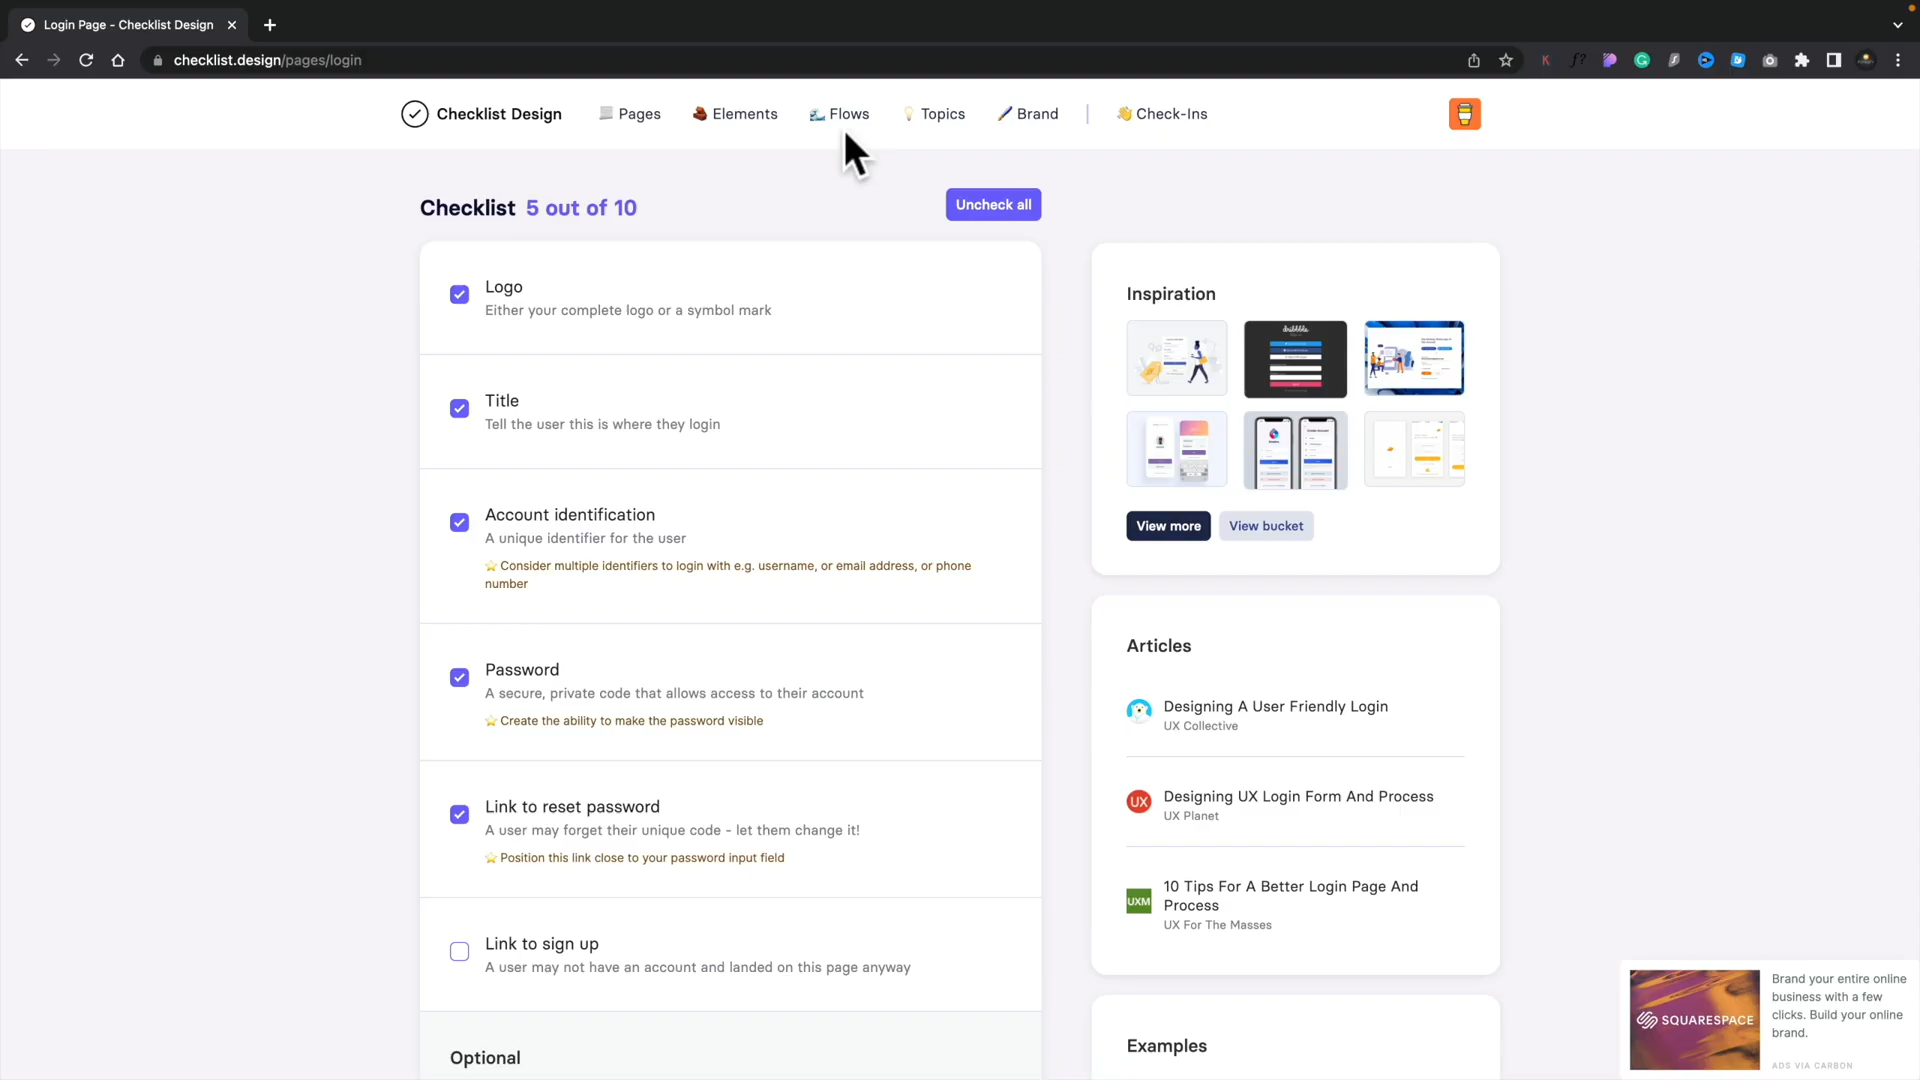 Login Page - Checklist Design
checklist.design/pages/login
Checklist Design
Pages
Elements
Flows
Topics
Brand
Check-Ins
Checklist 5 out of 10
Uncheck all
Logo
Either your complete logo or a symbol mark
Title
Tell the user this is where they login
Account identification
A unique identifier for the user
Consider multiple identifiers to login with e.g. username, or email address, or phone
number
Password
A secure, private code that allows access to their account
Create the ability to make the password visible
Link to reset password
A user may forget their unique code - let them change it!
Position this link close to your password input field
Link to sign up
A user may not have an account and landed on this page anyway
Optional
Inspiration
dribbble
View more
View bucket
Articles
Designing A User Friendly Login
UX Collective
UX
Designing UX Login Form And Process
UX Planet
UXM
10 Tips For A Better Login Page And
Process
UX For The Masses
Examples
SQUARESPACE
Brand your entire online
business with a few
clicks. Build your online
brand.
ADS VIA CARBON